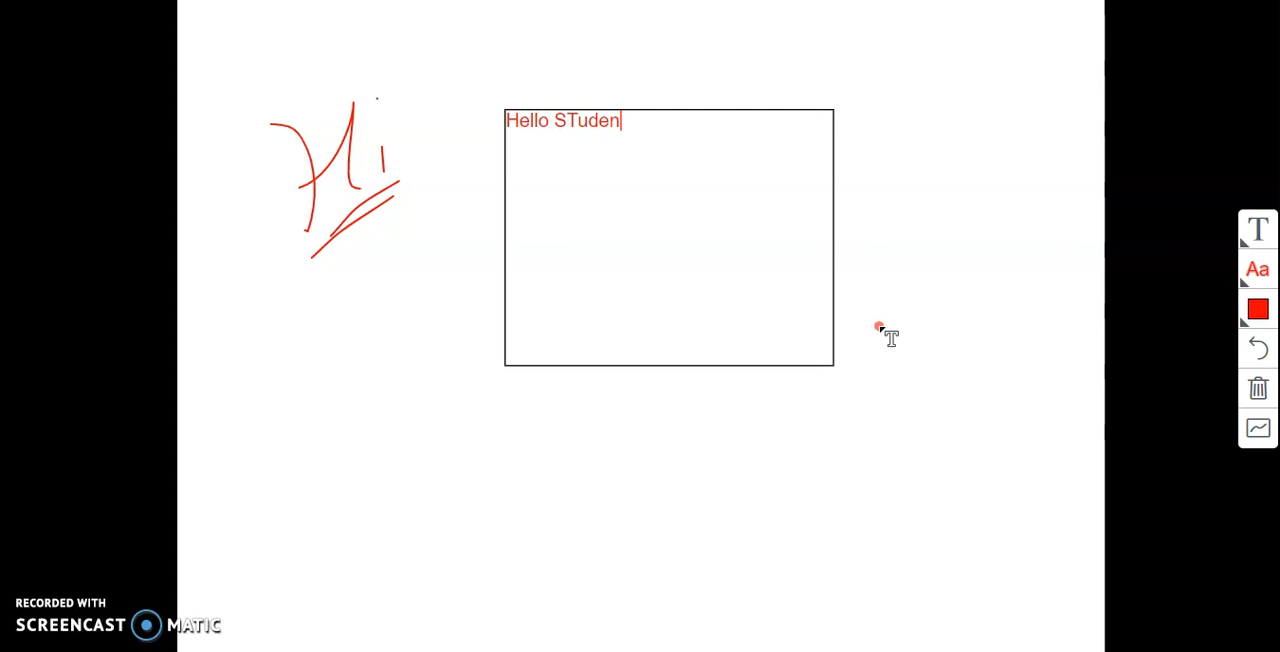 Hi
Hello STuden
T
Aa
T
RECORDED WITH
SCREENCAST MATIC